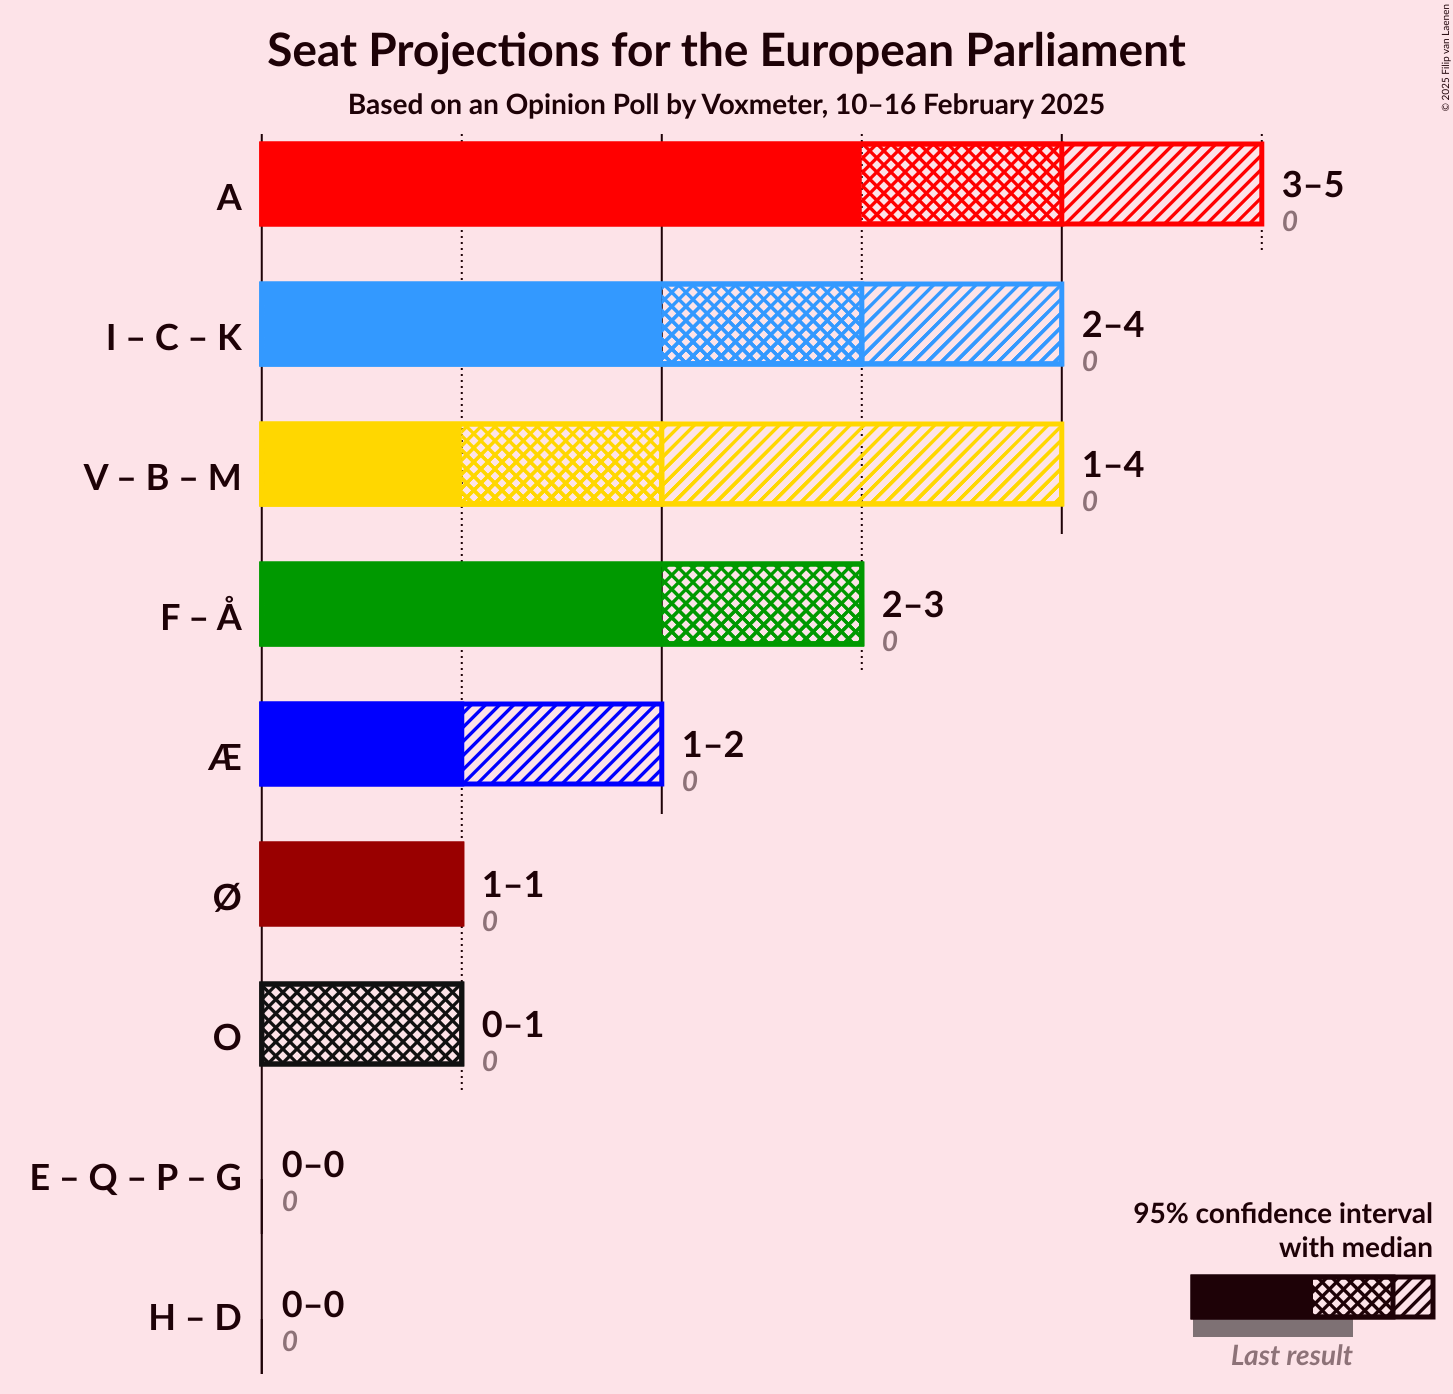 Seat Projections for the European Parliament
Based on an Opinion Poll by Voxmeter, 10–16 February 2025
© 2025 Filip van Laenen
A
3–5
0
I – C – K
2–4
0
V – B – M
1–4
0
F – Å
2–3
0
Æ
1–2
0
Ø
1–1
0
O
0–1
0
E – Q – P – G
0–0
0
H – D
0–0
0
95% confidence interval
with median
Last result